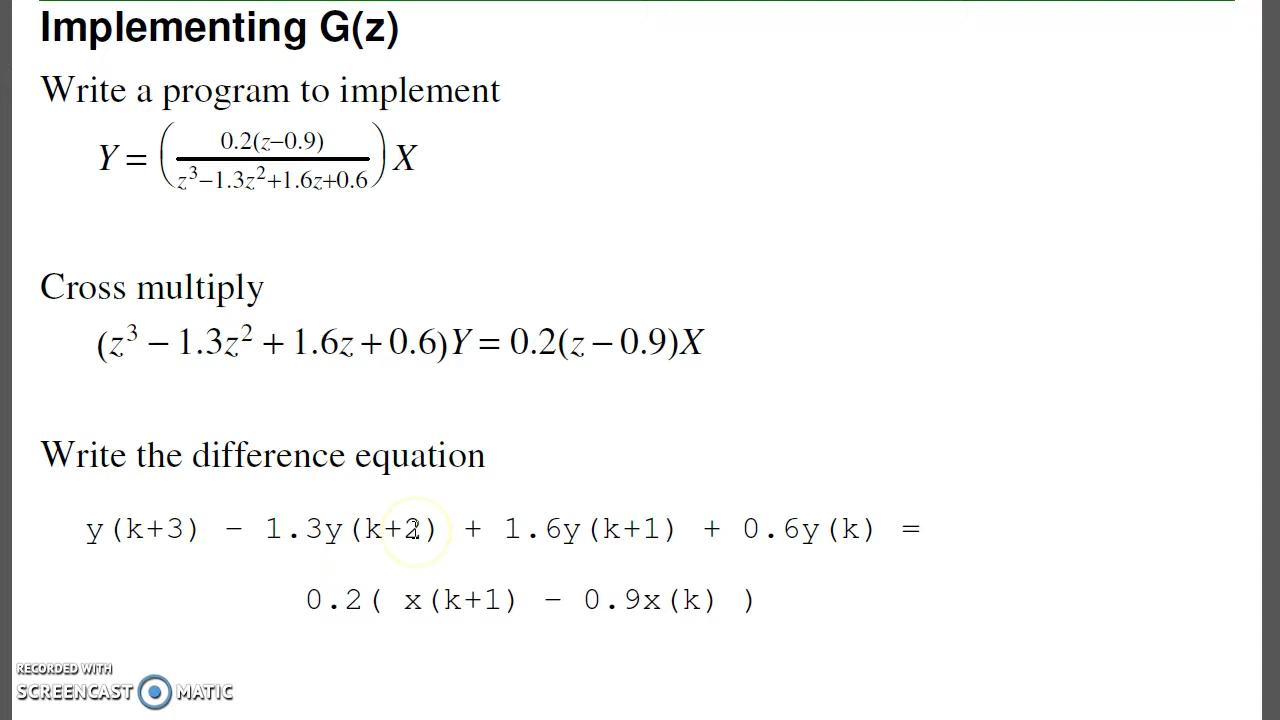 Implementing G(z)
Write a program to implement
Y = ( 0.2(z−0.9) / z³−1.3z²+1.6z+0.6 ) X
Cross multiply
(z³ − 1.3z² + 1.6z + 0.6)Y = 0.2(z − 0.9)X
Write the difference equation
y(k+3) - 1.3y(k+2) + 1.6y(k+1) + 0.6y(k) =
0.2( x(k+1) - 0.9x(k) )
RECORDED WITH
SCREENCAST MATIC